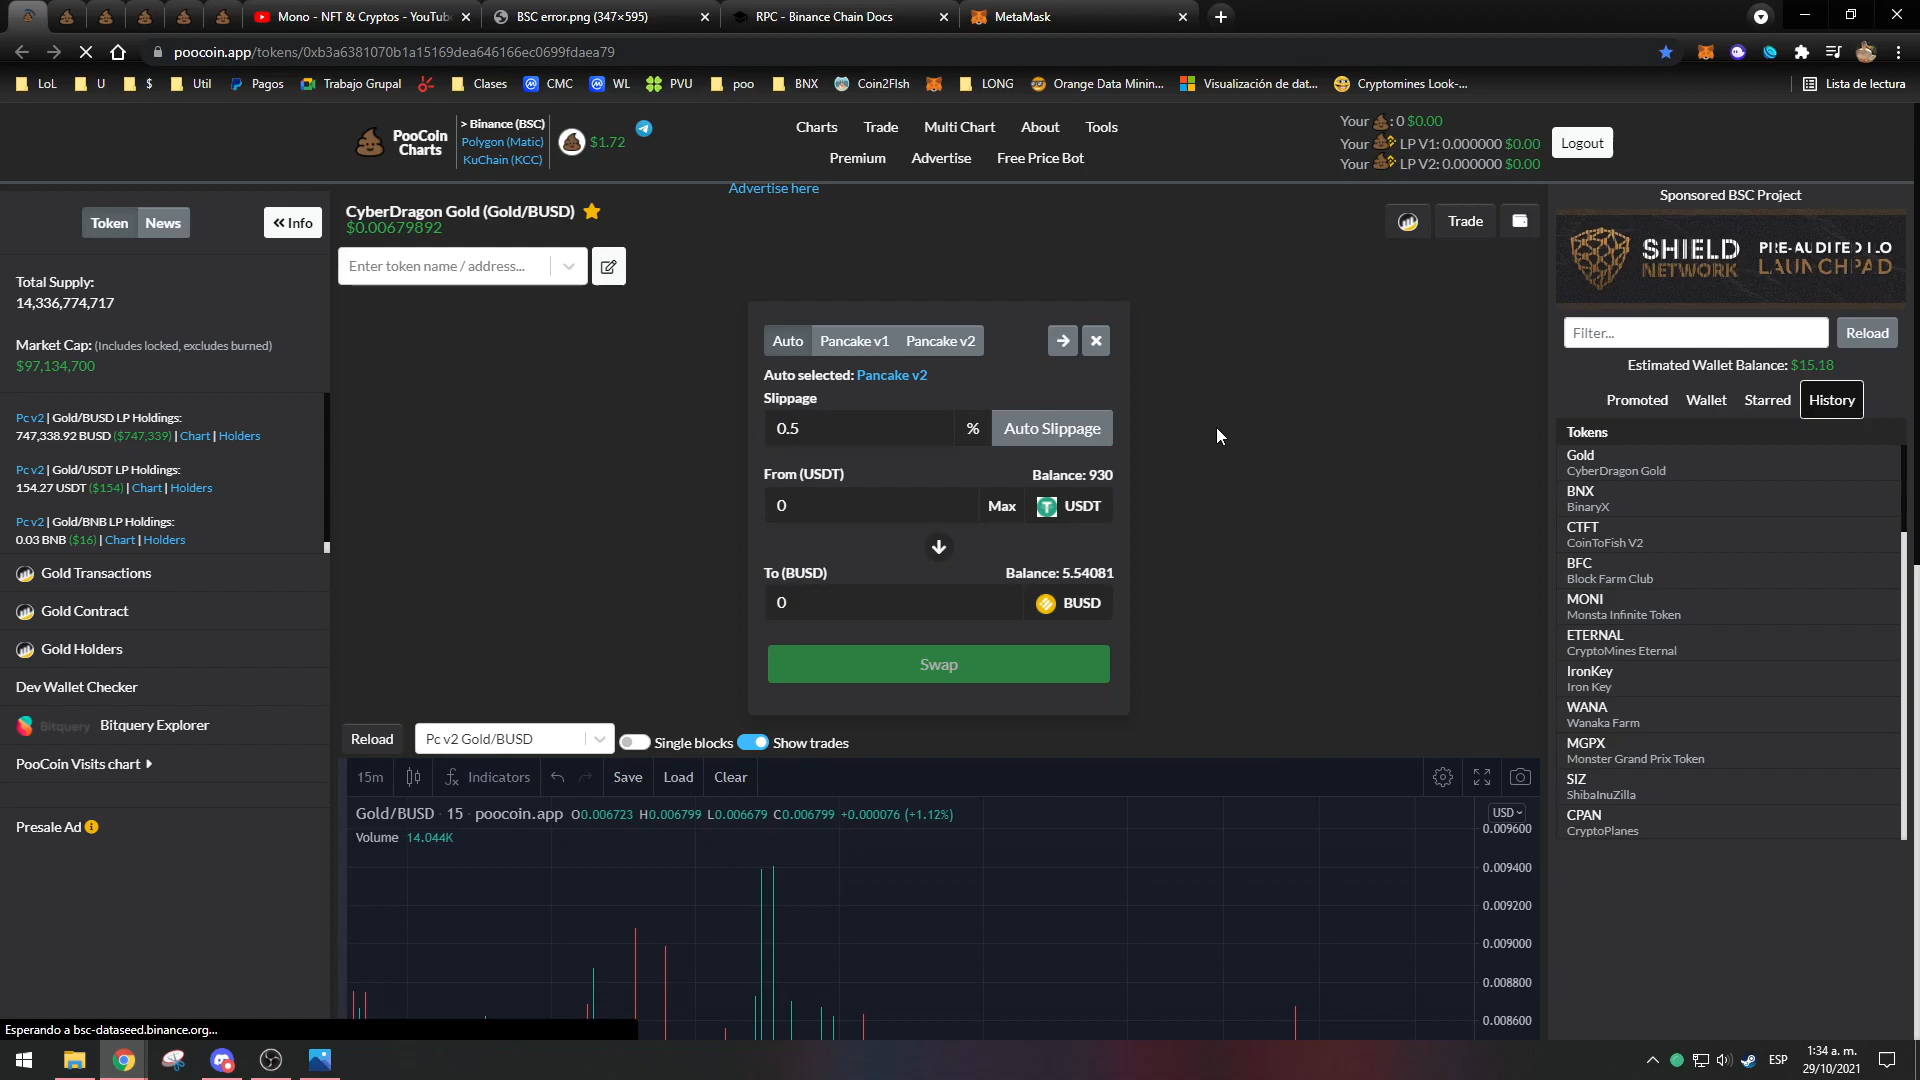 Mono - NFT & Cryptos - YouTub
BSC error.png (347×595)
RPC - Binance Chain Docs
MetaMask
poocoin.app/tokens/0xb3a6381070b1a15169dea646166ec0699fdaea79
LoL
U
$
Util
Pagos
Trabajo Grupal
Clases
CMC
WL
PVU
poo
BNX
Coin2FIsh
LONG
Orange Data Minin...
Visualización de dat...
Cryptomines Look-...
Lista de lectura
PooCoin Charts
> Binance (BSC)
Polygon (Matic)
KuChain (KCC)
$1.72
Charts Trade Multi Chart About Tools
Premium Advertise Free Price Bot
Your : 0 $0.00
Your LP V1: 0.000000 $0.00
Your LP V2: 0.000000 $0.00
Logout
Advertise here
Token News
« Info
Total Supply:
14,336,774,717
Market Cap: (Includes locked, excludes burned)
$97,134,700
Pc v2 | Gold/BUSD LP Holdings:
747,338.92 BUSD ($747,339) | Chart | Holders
Pc v2 | Gold/USDT LP Holdings:
154.27 USDT ($154) | Chart | Holders
Pc v2 | Gold/BNB LP Holdings:
0.03 BNB ($16) | Chart | Holders
Gold Transactions
Gold Contract
Gold Holders
Dev Wallet Checker
Bitquery Bitquery Explorer
PooCoin Visits chart
Presale Ad
CyberDragon Gold (Gold/BUSD)
$0.00679892
Trade
Enter token name / address...
Auto Pancake v1 Pancake v2
Auto selected: Pancake v2
Slippage
0.5 % Auto Slippage
From (USDT) Balance: 930
0 Max USDT
To (BUSD) Balance: 5.54081
0 BUSD
Swap
Reload
Pc v2 Gold/BUSD
Single blocks
Show trades
15m Indicators Save Load Clear
Gold/BUSD · 15 · poocoin.app O0.006723 H0.006799 L0.006679 C0.006799 +0.000076 (+1.12%)
Volume 14.044K
USD
0.009600
0.009400
0.009200
0.009000
0.008800
0.008600
Sponsored BSC Project
SHIELD NETWORK
LAUNCHPAD
Filter...
Reload
Estimated Wallet Balance: $15.18
Promoted Wallet Starred History
Tokens
Gold
CyberDragon Gold
BNX
BinaryX
CTFT
CoinToFish V2
BFC
Block Farm Club
MONI
Monsta Infinite Token
ETERNAL
CryptoMines Eternal
IronKey
Iron Key
WANA
Wanaka Farm
MGPX
Monster Grand Prix Token
SIZ
ShibaInuZilla
CPAN
CryptoPlanes
Esperando a bsc-dataseed.binance.org...
ESP
1:34 a. m.
29/10/2021